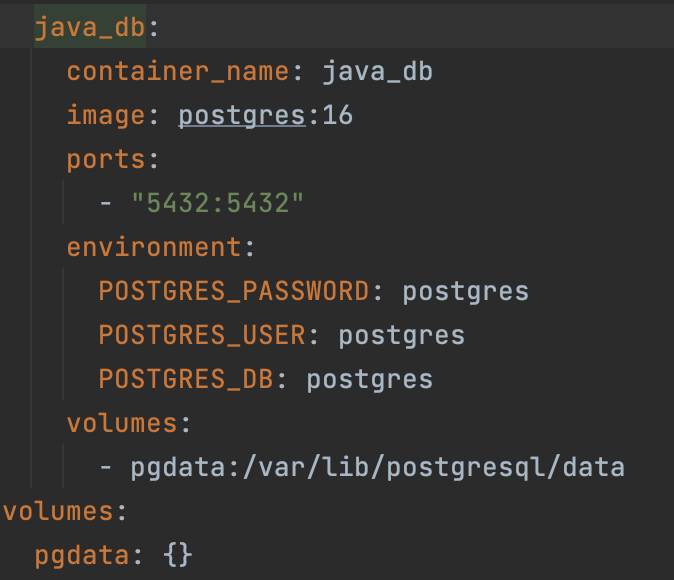 java_db:
container_name: java_db
image: postgres:16
ports:
- "5432:5432"
environment:
POSTGRES_PASSWORD: postgres
POSTGRES_USER: postgres
POSTGRES_DB: postgres
volumes:
- pgdata:/var/lib/postgresql/data
volumes:
pgdata: {}